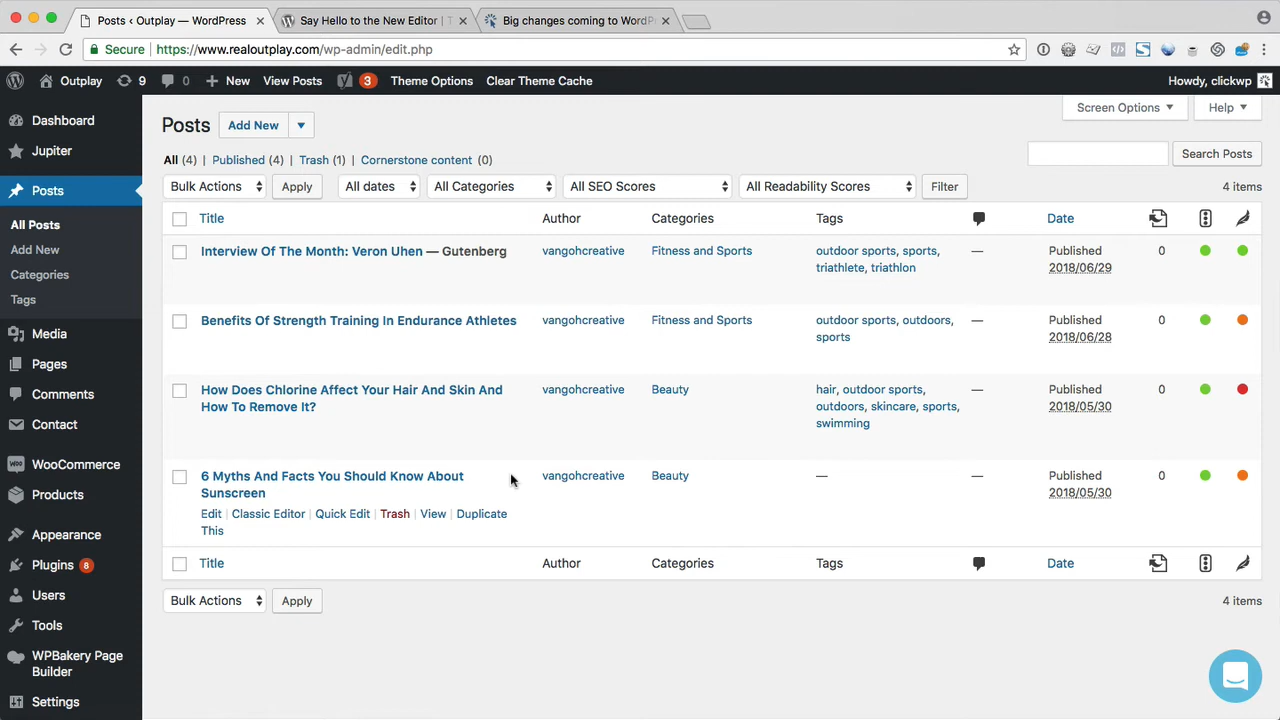 Posts ‹ Outplay — WordPress
Say Hello to the New Editor | T
Big changes coming to WordP
Secure
https://www.realoutplay.com/wp-admin/edit.php
Outplay
9
0
New
View Posts
3
Theme Options
Clear Theme Cache
Howdy, clickwp
Dashboard
Jupiter
Posts
All Posts
Add New
Categories
Tags
Media
Pages
Comments
Contact
WooCommerce
Products
Appearance
Plugins 8
Users
Tools
WPBakery Page
Builder
Settings
Screen Options
Help
Posts
Add New
All (4) | Published (4) | Trash (1) | Cornerstone content (0)
Search Posts
Bulk Actions
Apply
All dates
All Categories
All SEO Scores
All Readability Scores
Filter
4 items
Title
Author
Categories
Tags
Date
Interview Of The Month: Veron Uhen — Gutenberg
vangohcreative
Fitness and Sports
outdoor sports, sports,
triathlete, triathlon
—
Published
2018/06/29
0
Benefits Of Strength Training In Endurance Athletes
vangohcreative
Fitness and Sports
outdoor sports, outdoors,
sports
—
Published
2018/06/28
0
How Does Chlorine Affect Your Hair And Skin And
How To Remove It?
vangohcreative
Beauty
hair, outdoor sports,
outdoors, skincare, sports,
swimming
—
Published
2018/05/30
0
6 Myths And Facts You Should Know About
Sunscreen
Edit | Classic Editor | Quick Edit | Trash | View | Duplicate
This
vangohcreative
Beauty
—
—
Published
2018/05/30
0
Title
Author
Categories
Tags
Date
Bulk Actions
Apply
4 items